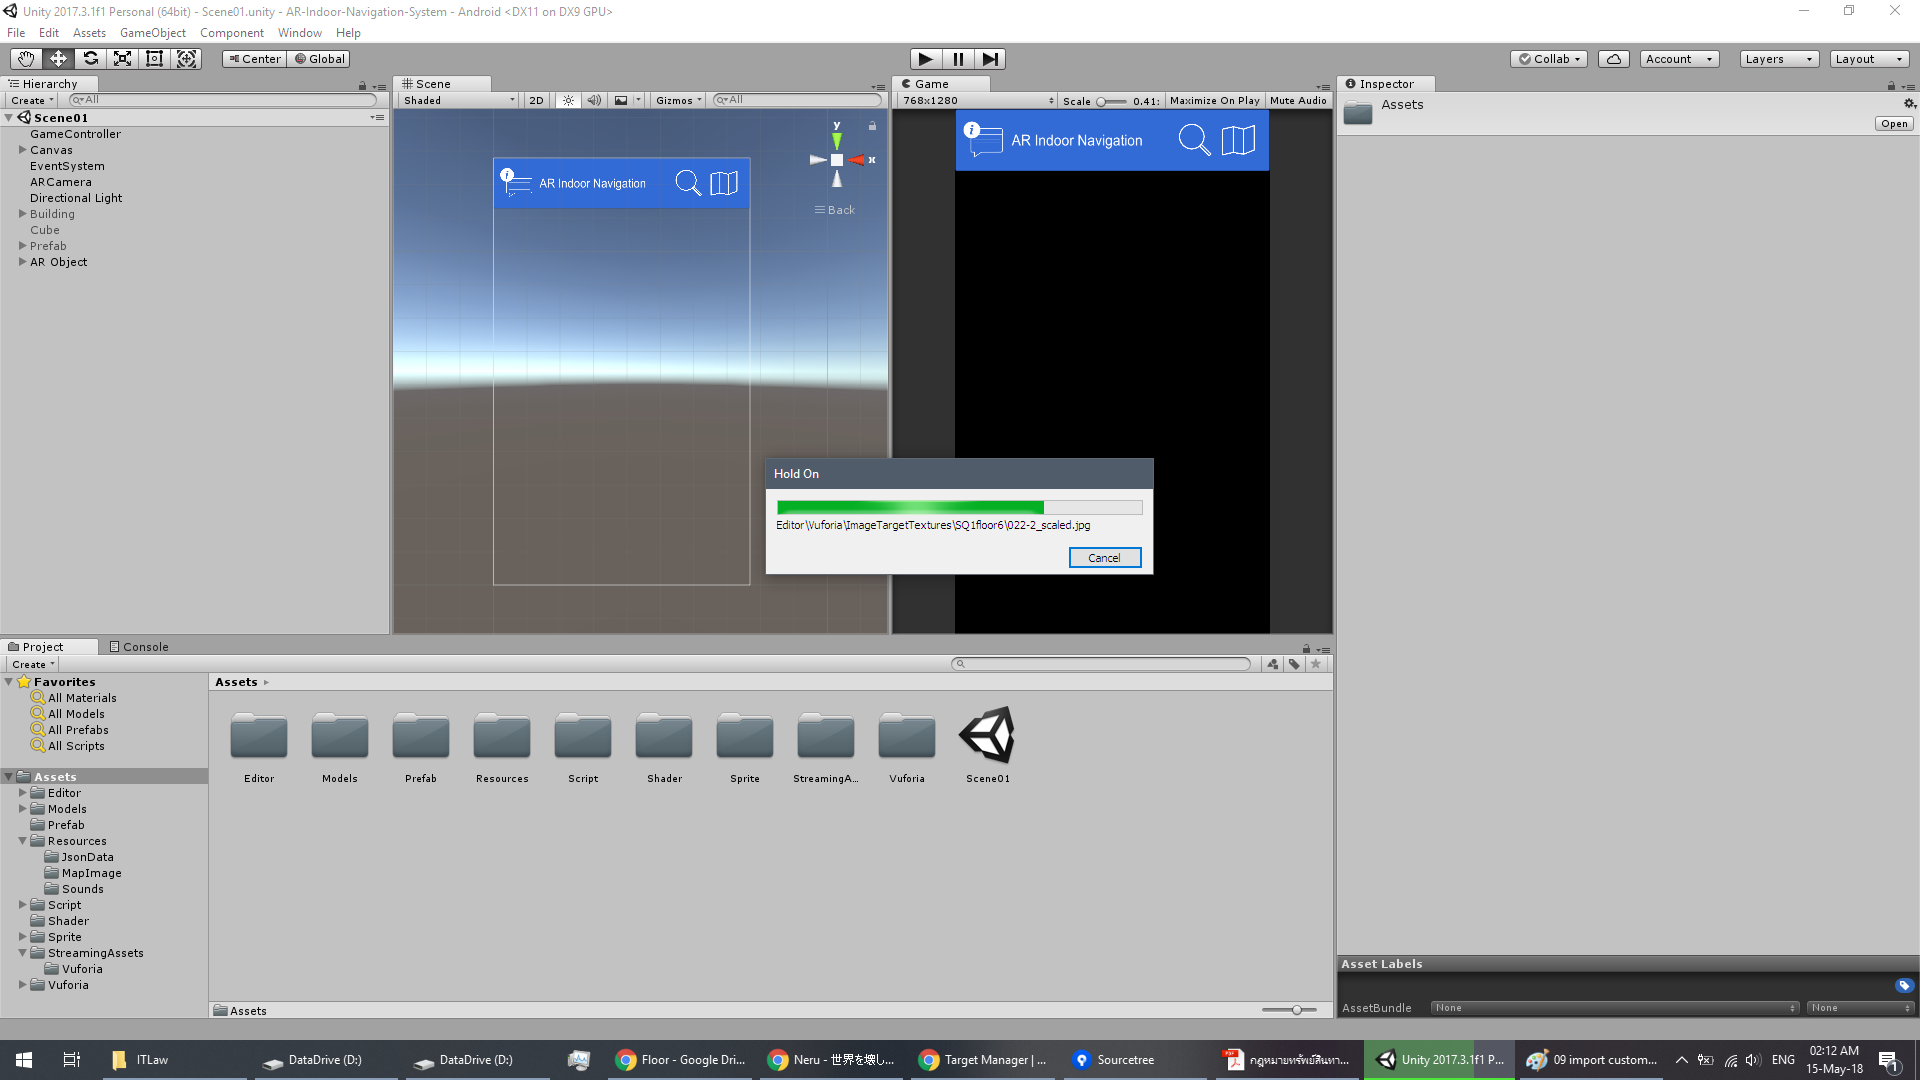 Unity 2017.3.1f1 Personal (64bit) - Scene01.unity - AR-Indoor-Navigation-System - Android <DX11 on DX9 GPU>
File Edit Assets GameObject Component Window Help
Center Global Collab Account Layers Layout
Hierarchy
Create All
Scene01
GameController
Canvas
EventSystem
ARCamera
Directional Light
Building
Cube
Prefab
AR Object
Scene
Shaded 2D Gizmos All
y
x
Back
AR Indoor Navigation
Game
768x1280 Scale 0.41: Maximize On Play Mute Audio
AR Indoor Navigation
Hold On
Editor\Vuforia\ImageTargetTextures\SQ1floor6\022-2_scaled.jpg
Cancel
Inspector
Assets
Open
Project Console
Create
Favorites
All Materials
All Models
All Prefabs
All Scripts
Assets
Editor
Models
Prefab
Resources
JsonData
MapImage
Sounds
Script
Shader
Sprite
StreamingAssets
Vuforia
Vuforia
Assets
Editor Models Prefab Resources Script Shader Sprite StreamingA... Vuforia Scene01
Assets
Asset Labels
AssetBundle None None
ITLaw DataDrive (D:) DataDrive (D:) Floor - Google Dri... Neru - 世界を壊し... Target Manager | ... Sourcetree กฎหมายทรัพย์สินทา... Unity 2017.3.1f1 P... 09 import custom... ENG
02:12 AM
15-May-18
1